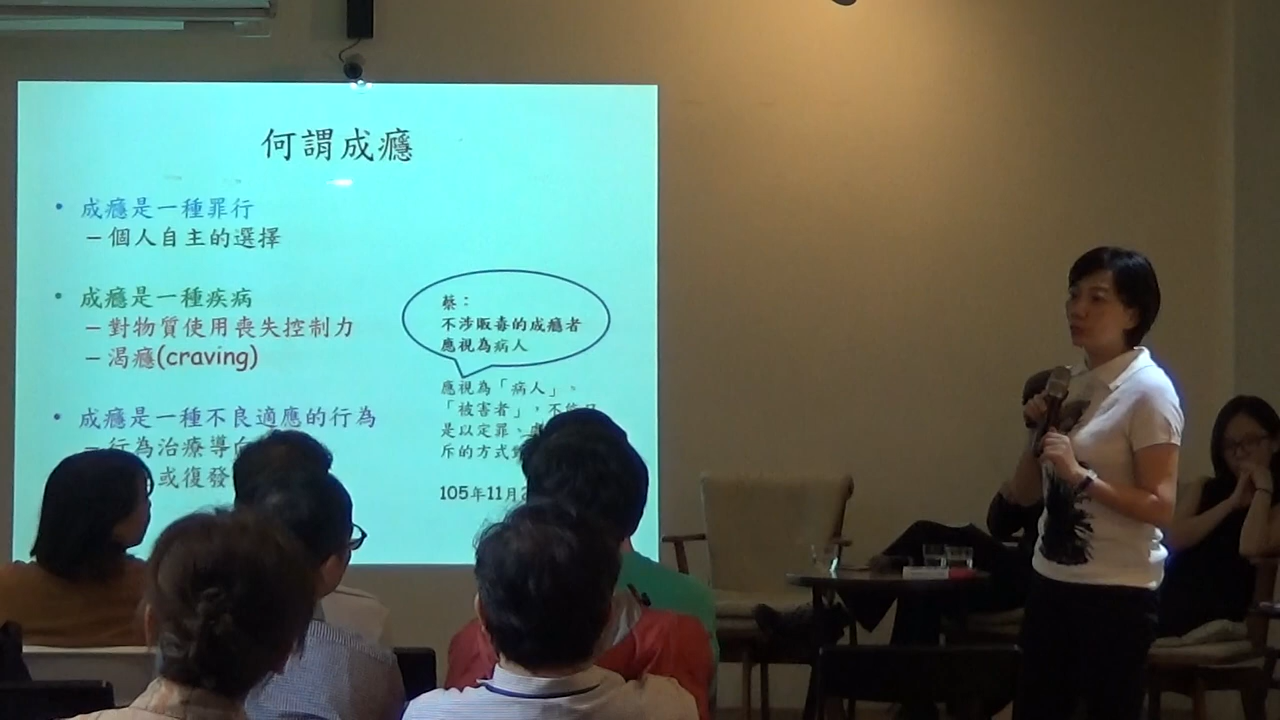 何謂成癮
• 成癮是一種罪行
– 個人自主的選擇
• 成癮是一種疾病
– 對物質使用喪失控制力
– 渴癮(craving)
• 成癮是一種不良適應的行為
– 行為治療導向
或復發
蔡：
不涉販毒的成癮者
應視為病人
應視為「病人」、
「被害者」，不
是以定罪、
斥的方式
105年11月2